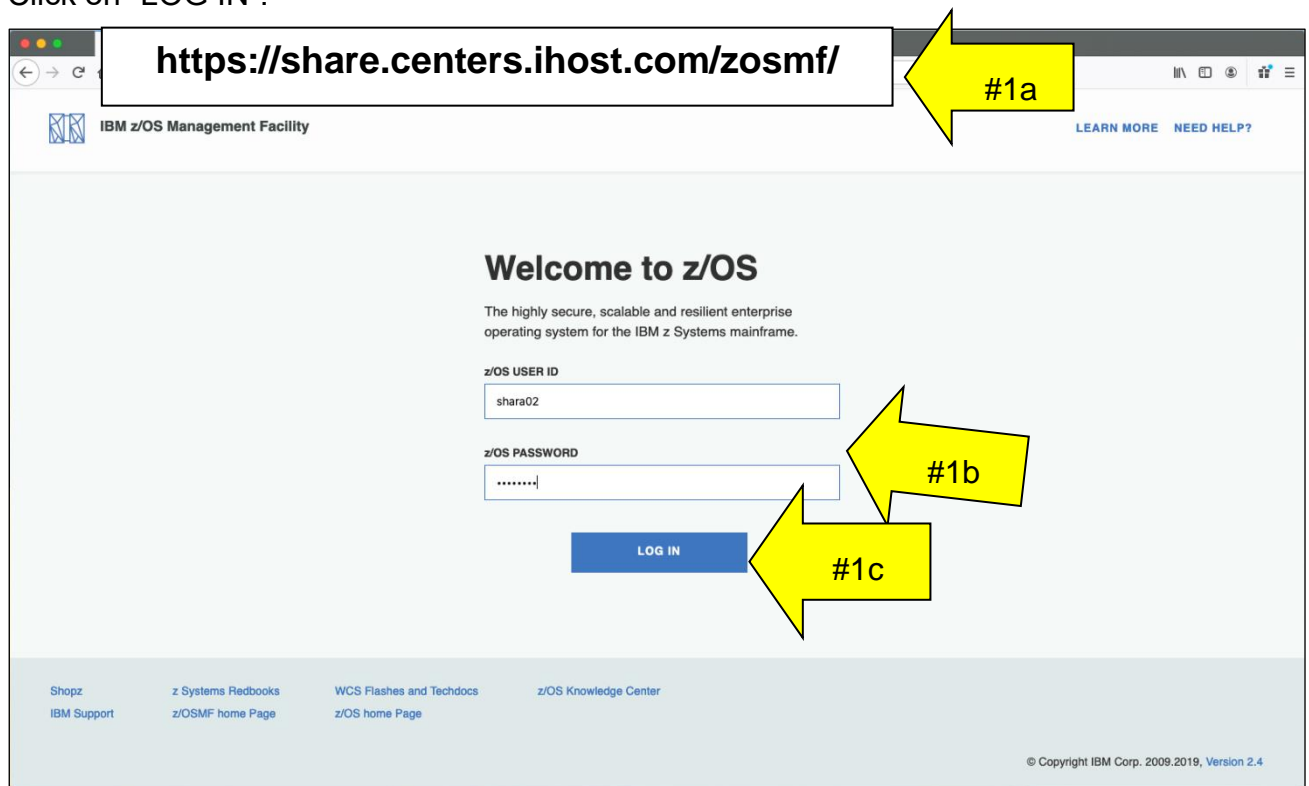 Click on "LOG IN".
https://share.centers.ihost.com/zosmf/
#1a
IBM z/OS Management Facility
LEARN MORE NEED HELP?
Welcome to z/OS
The highly secure, scalable and resilient enterprise
operating system for the IBM z Systems mainframe.
z/OS USER ID
shara02
z/OS PASSWORD
••••••••
#1b
LOG IN
#1c
Shopz z Systems Redbooks WCS Flashes and Techdocs z/OS Knowledge Center
IBM Support z/OSMF home Page z/OS home Page
© Copyright IBM Corp. 2009.2019, Version 2.4